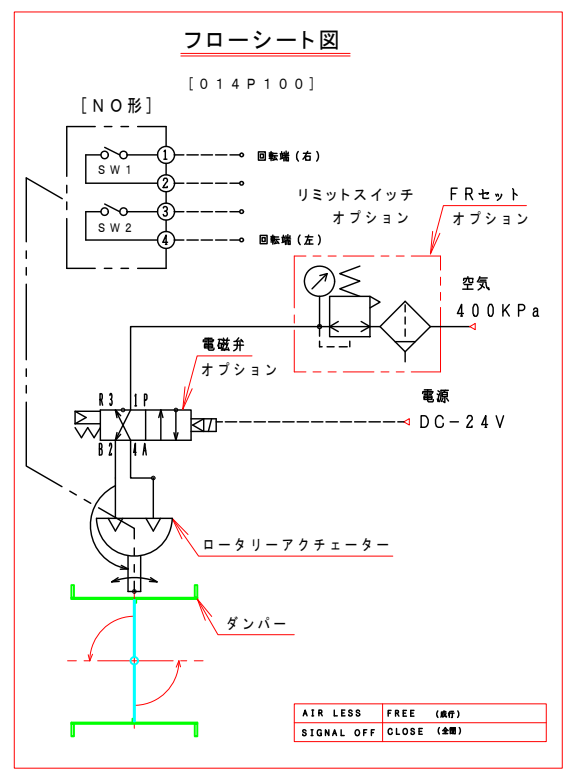 フローシート図
[014P100]
[NO形]
1
回転端(右)
SW1
2
3
SW2
4
回転端(左)
リミットスイッチ
オプション
FRセット
オプション
空気
400KPa
電磁弁
オプション
R3 1P
B2 4A
電源
DC-24V
ロータリーアクチェーター
ダンパー
AIR LESS FREE (成行)
SIGNAL OFF CLOSE (全閉)